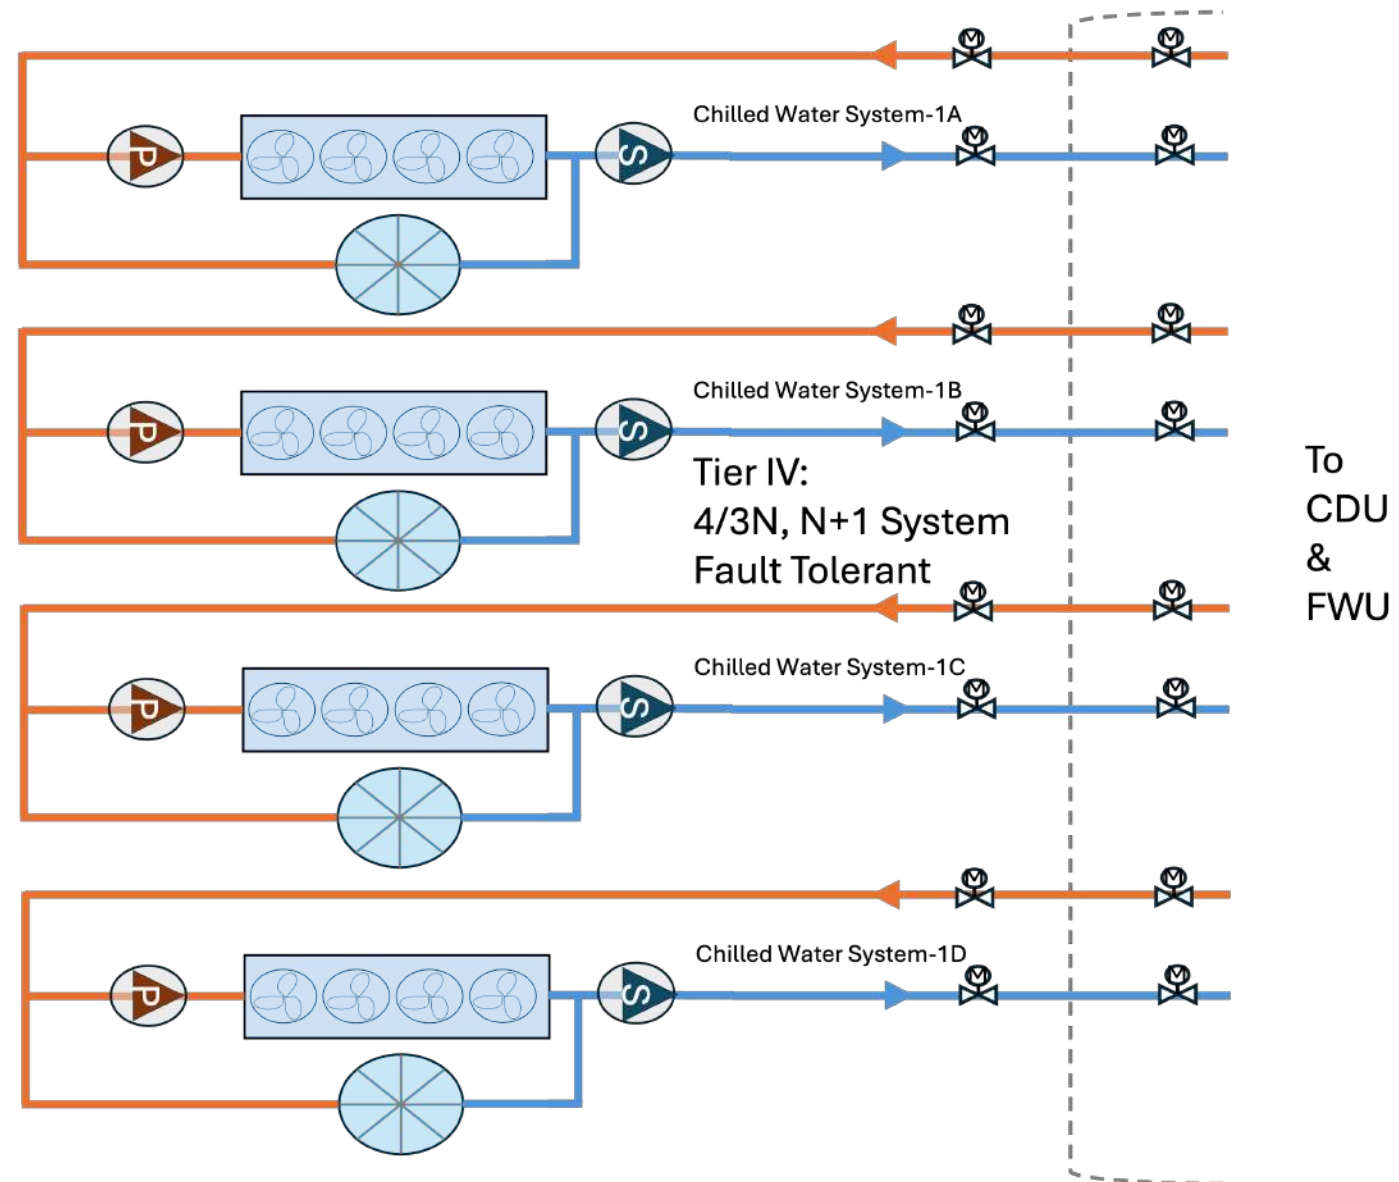 M
M
Chilled Water System-1A
P
S
M
M
M
M
Chilled Water System-1B
P
S
M
M
Tier IV:
4/3N, N+1 System
Fault Tolerant
To
CDU
&
FWU
M
M
Chilled Water System-1C
P
S
M
M
M
M
Chilled Water System-1D
P
S
M
M